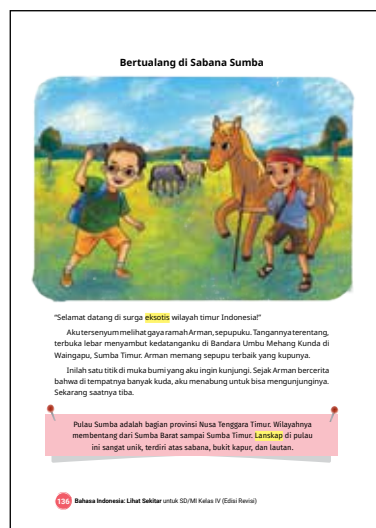 Bertualang di Sabana Sumba
“Selamat datang di surga eksotis wilayah timur Indonesia!”
Aku tersenyum melihat gaya ramah Arman, sepupuku. Tangannya terentang,
terbuka lebar menyambut kedatanganku di Bandara Umbu Mehang Kunda di
Waingapu, Sumba Timur. Arman memang sepupu terbaik yang kupunya.
Inilah satu titik di muka bumi yang aku ingin kunjungi. Sejak Arman bercerita
bahwa di tempatnya banyak kuda, aku menabung untuk bisa mengunjunginya.
Sekarang saatnya tiba.
Pulau Sumba adalah bagian provinsi Nusa Tenggara Timur. Wilayahnya
membentang dari Sumba Barat sampai Sumba Timur. Lanskap di pulau
ini sangat unik, terdiri atas sabana, bukit kapur, dan lautan.
136 Bahasa Indonesia: Lihat Sekitar untuk SD/MI Kelas IV (Edisi Revisi)